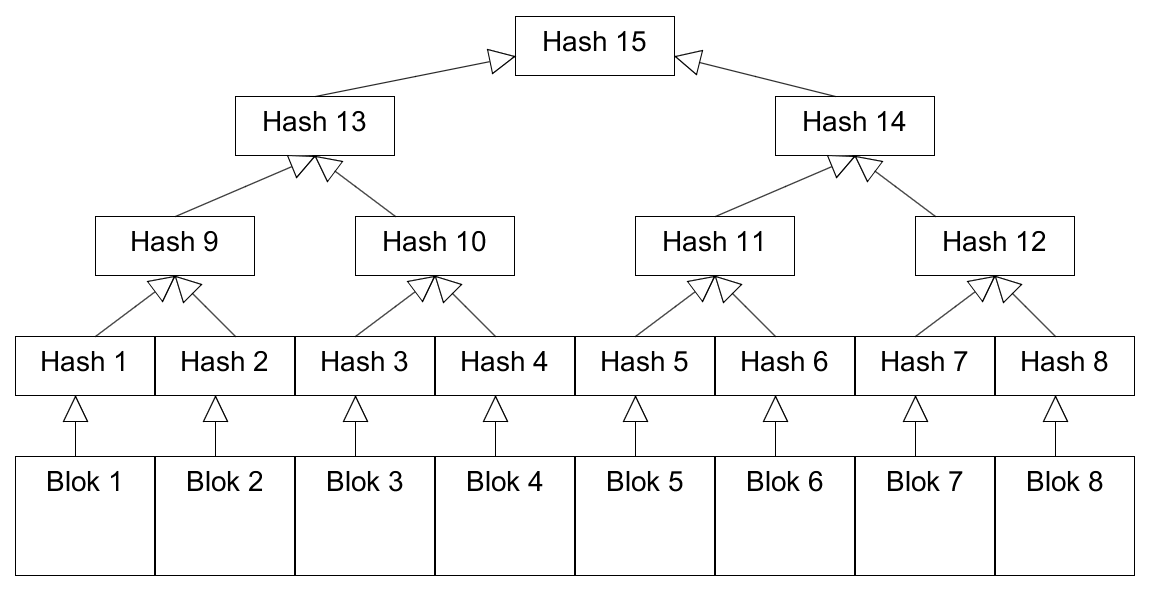 Hash 15
Hash 13
Hash 14
Hash 9
Hash 10
Hash 11
Hash 12
Hash 1
Hash 2
Hash 3
Hash 4
Hash 5
Hash 6
Hash 7
Hash 8
Blok 1
Blok 2
Blok 3
Blok 4
Blok 5
Blok 6
Blok 7
Blok 8